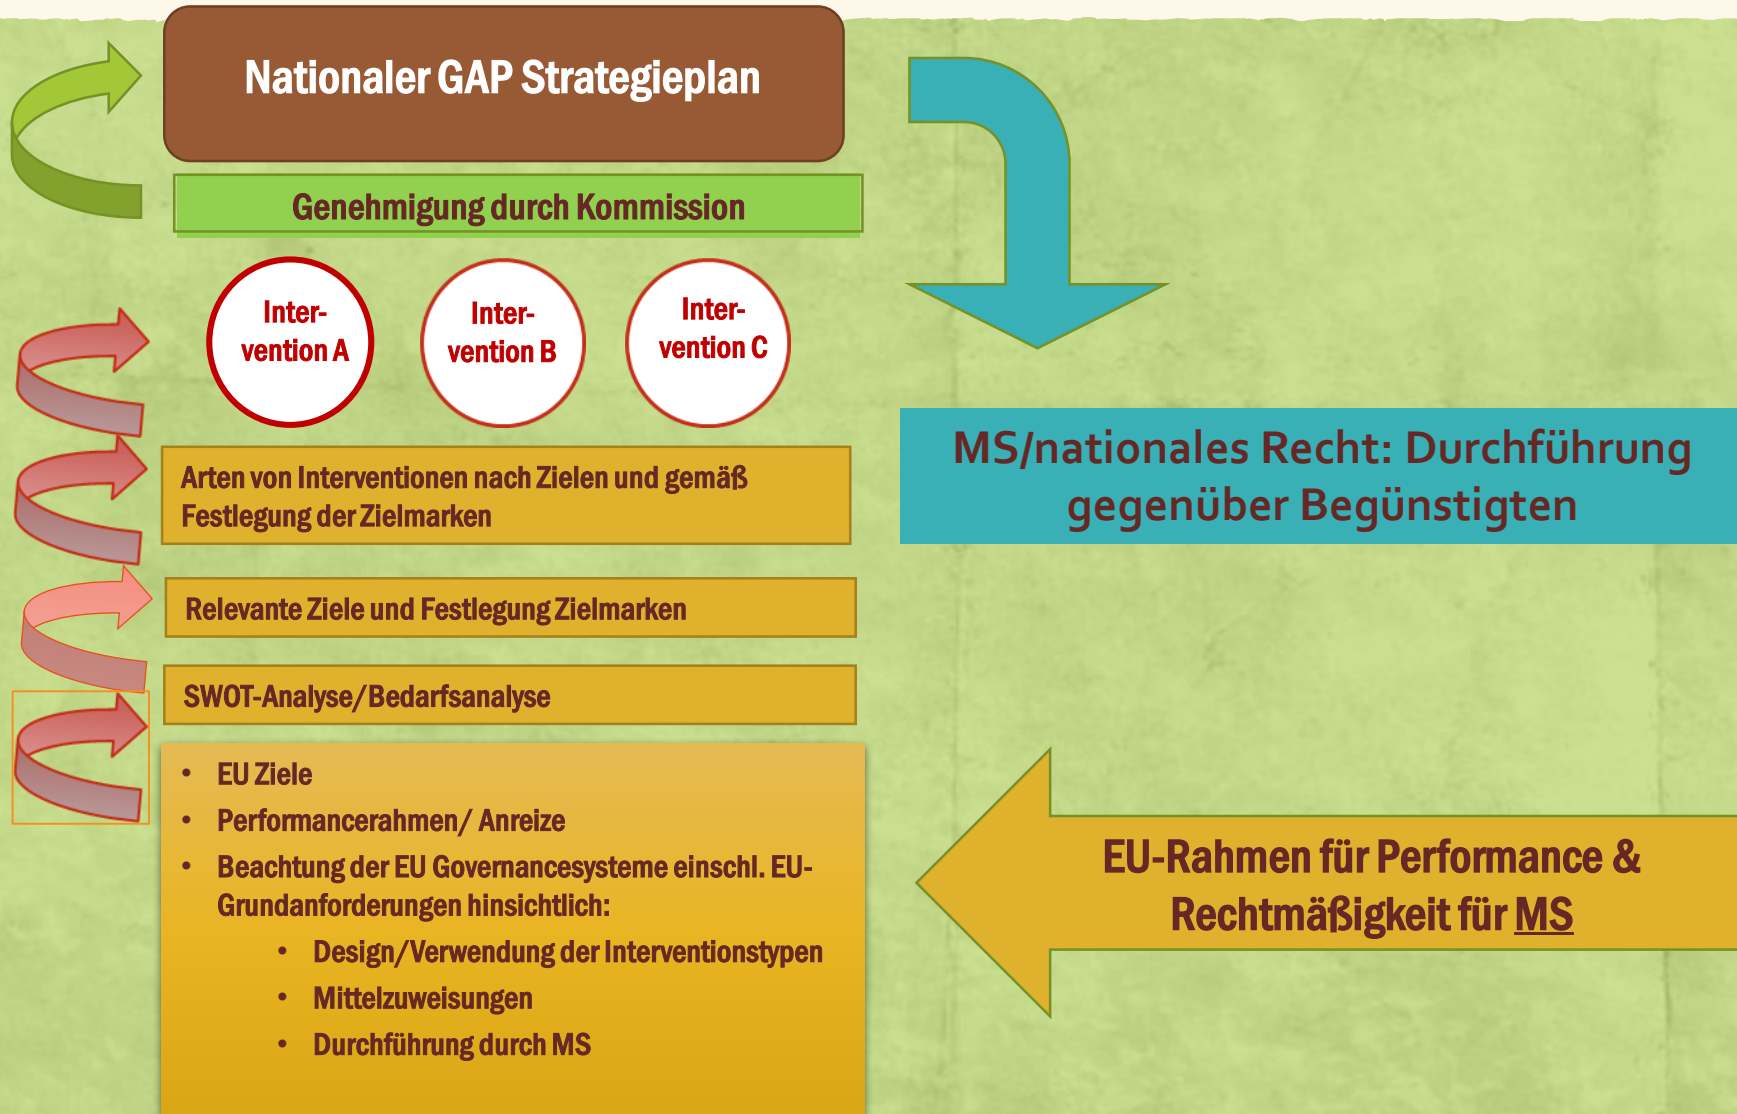 Nationaler GAP Strategieplan
Genehmigung durch Kommission
Inter-
vention A
Inter-
vention B
Inter-
vention C
Arten von Interventionen nach Zielen und gemäß
Festlegung der Zielmarken
Relevante Ziele und Festlegung Zielmarken
SWOT-Analyse/Bedarfsanalyse
• EU Ziele
• Performancerahmen/ Anreize
• Beachtung der EU Governancesysteme einschl. EU-
Grundanforderungen hinsichtlich:
• Design/Verwendung der Interventionstypen
• Mittelzuweisungen
• Durchführung durch MS
MS/nationales Recht: Durchführung
gegenüber Begünstigten
EU-Rahmen für Performance &
Rechtmäßigkeit für MS